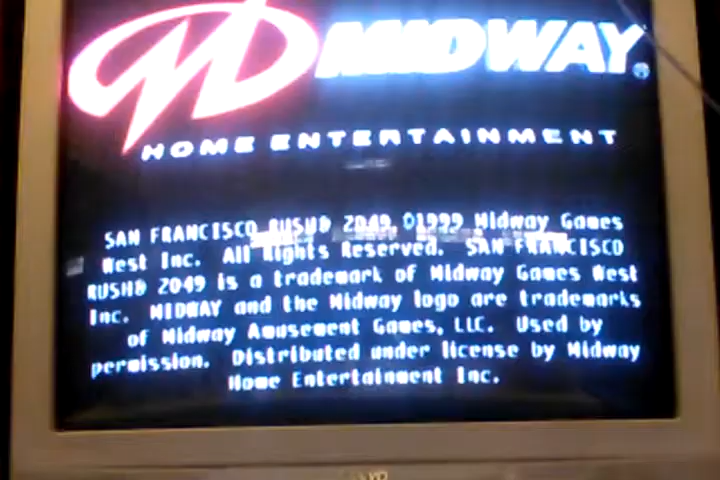 MIDWAY®
HOME ENTERTAINMENT
SAN FRANCISCO RUSH® 2049 ©1999 Midway Games
West Inc. All Rights Reserved. SAN FRANCISCO
RUSH® 2049 is a trademark of Midway Games West
Inc. MIDWAY and the Midway logo are trademarks
of Midway Amusement Games, LLC. Used by
permission. Distributed under license by Midway
Home Entertainment Inc.